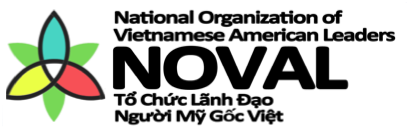 National Organization of
Vietnamese American Leaders
NOVAL
Tổ Chức Lãnh Đạo
Người Mỹ Gốc Việt